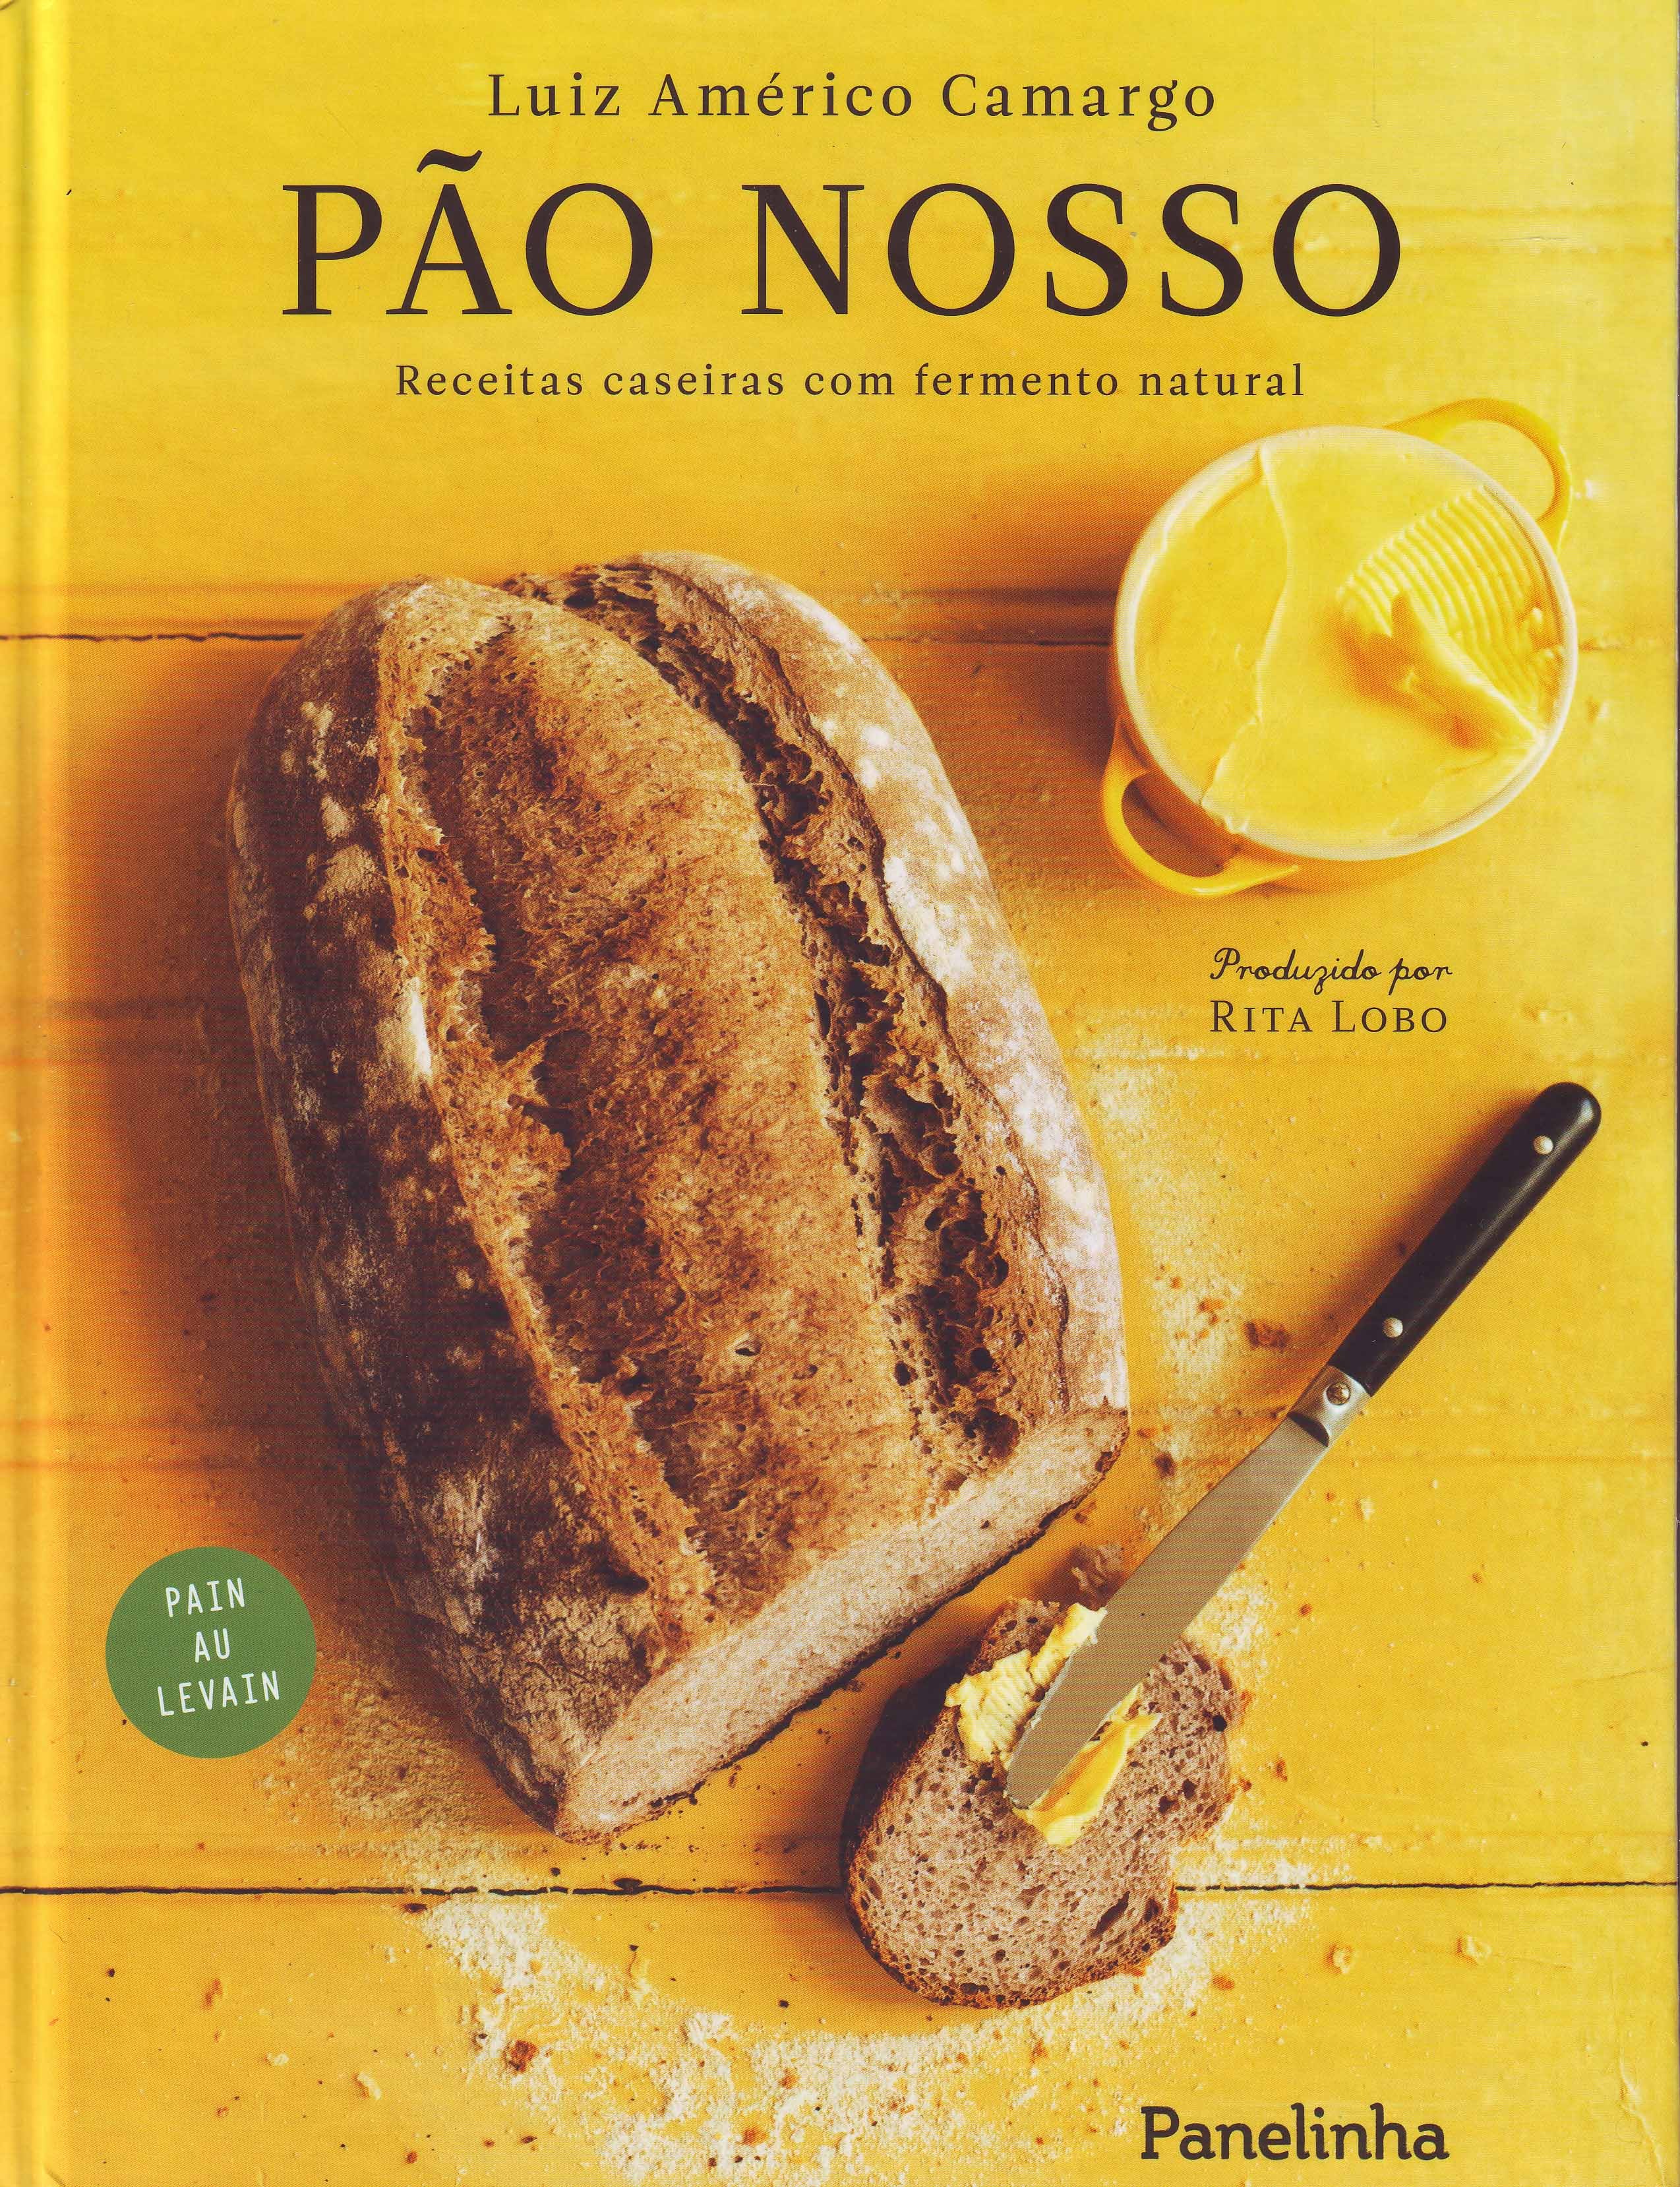 Luiz Américo Camargo
PÃO NOSSO
Receitas caseiras com fermento natural
Produzido por
RITA LOBO
PAIN
AU
LEVAIN
Panelinha